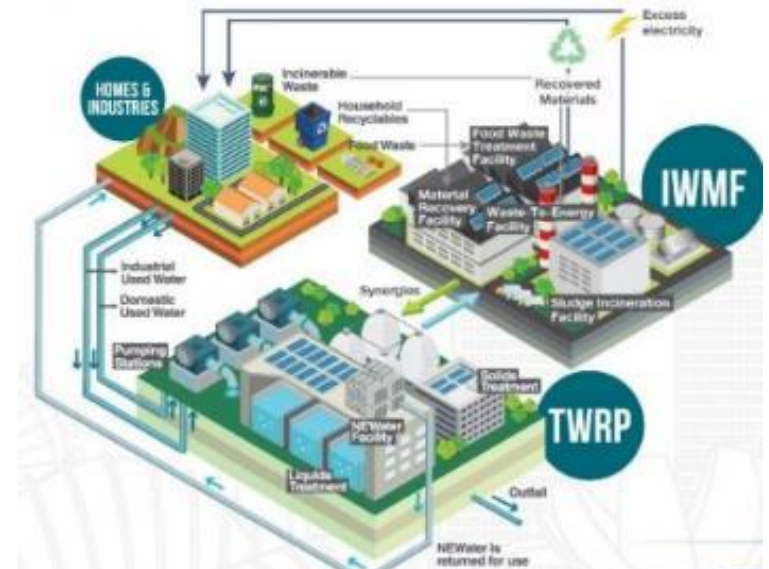 Excess
electricity
HOMES &
INDUSTRIES
Incinerable
Waste
Recovered
Materials
Household
Recyclables
Food Waste
Food Waste
Treatment
Facility
IWMF
Material
Recovery
Facility
Waste-To-Energy
Facility
Industrial
Used Water
Domestic
Used Water
Synergies
Sludge Incineration
Facility
Pumping
Stations
Solids
Treatment
NEWater
Facility
TWRP
Liquids
Treatment
Outfall
NEWater is
returned for use